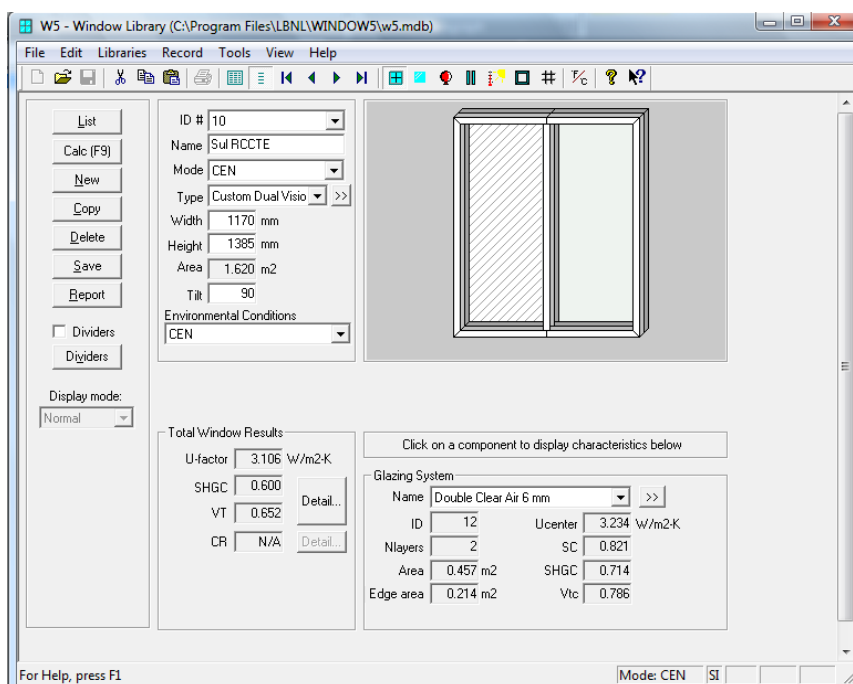 W5 - Window Library (C:\Program Files\LBNL\WINDOW5\w5.mdb)
File Edit Libraries Record Tools View Help
List
Calc (F9)
New
Copy
Delete
Save
Report
Dividers
Dividers
Display mode:
Normal
ID # 10
Name Sul RCCTE
Mode CEN
Type Custom Dual Visio >>
Width 1170 mm
Height 1385 mm
Area 1.620 m2
Tilt 90
Environmental Conditions
CEN
Total Window Results
U-factor 3.106 W/m2-K
SHGC 0.600
Detail...
VT 0.652
CR N/A Detail...
Click on a component to display characteristics below
Glazing System
Name Double Clear Air 6 mm >>
ID 12 Ucenter 3.234 W/m2-K
Nlayers 2 SC 0.821
Area 0.457 m2 SHGC 0.714
Edge area 0.214 m2 Vtc 0.786
For Help, press F1 Mode: CEN SI